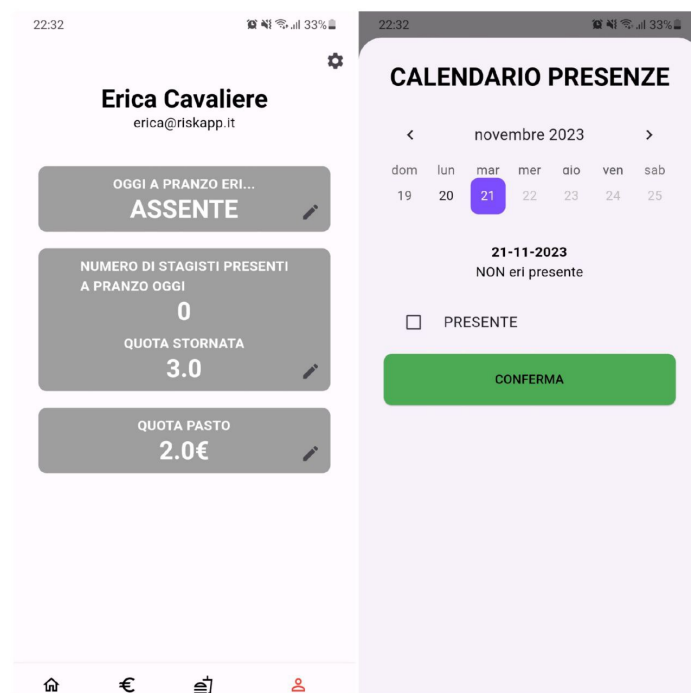 22:32
33%
Erica Cavaliere
erica@riskapp.it
OGGI A PRANZO ERI...
ASSENTE
NUMERO DI STAGISTI PRESENTI
A PRANZO OGGI
0
QUOTA STORNATA
3.0
QUOTA PASTO
2.0€
€
22:32
33%
CALENDARIO PRESENZE
< novembre 2023 >
dom lun mar mer gio ven sab
19 20 21 22 23 24 25
21-11-2023
NON eri presente
PRESENTE
CONFERMA